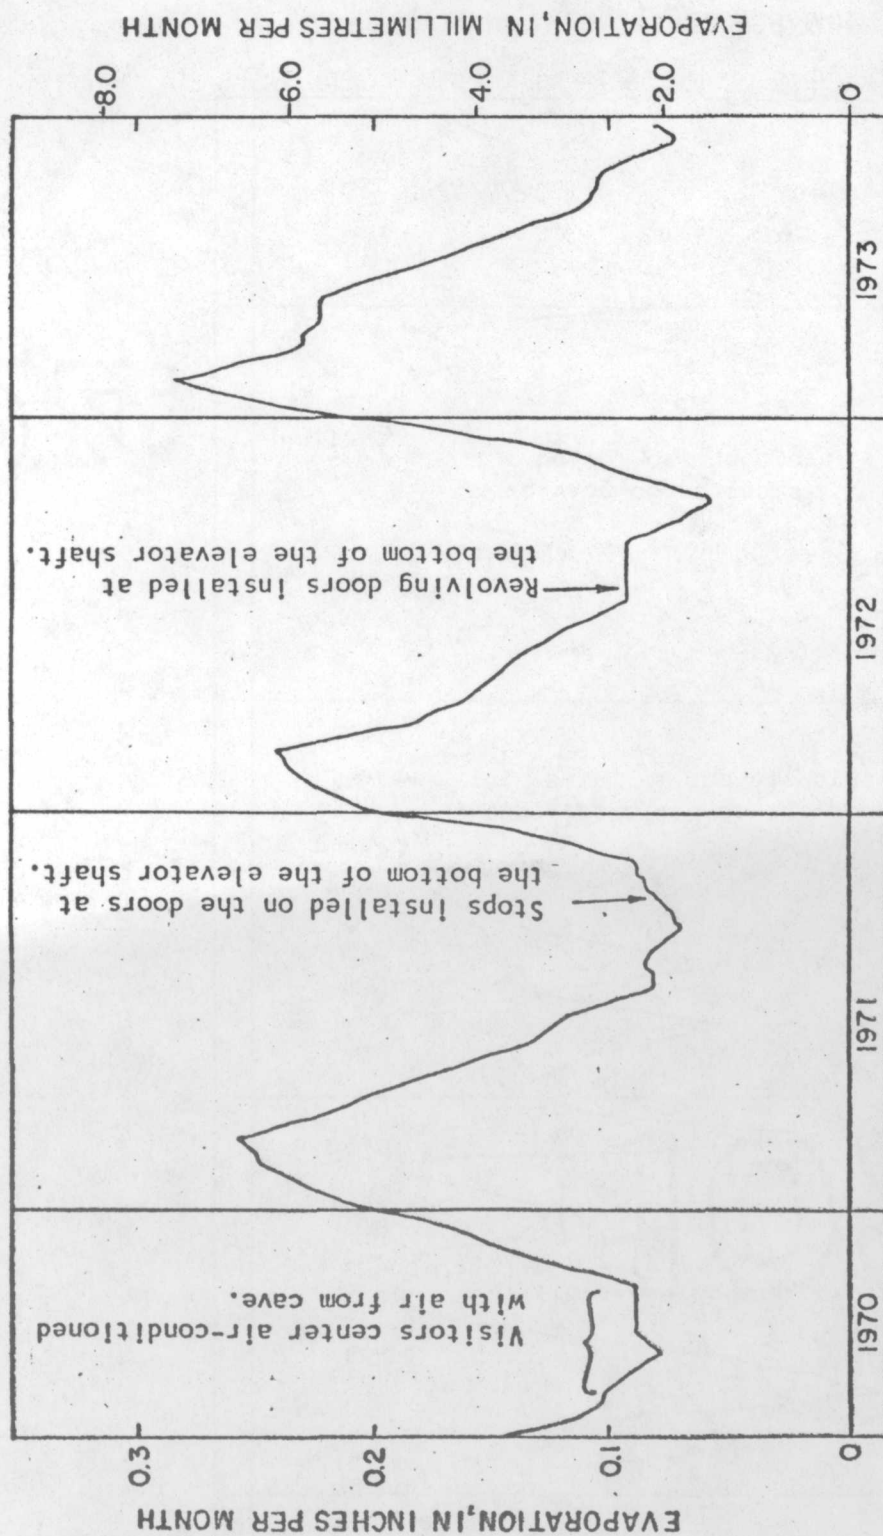 EVAPORATION, IN INCHES PER MONTH
0.3
0.2
0.1
0
EVAPORATION, IN MILLIMETRES PER MONTH
8.0
6.0
4.0
2.0
0
1970
1971
1972
1973
Visitors center air-conditioned
with air from cave.
Stops installed on the doors at
the bottom of the elevator shaft.
Revolving doors installed at
the bottom of the elevator shaft.